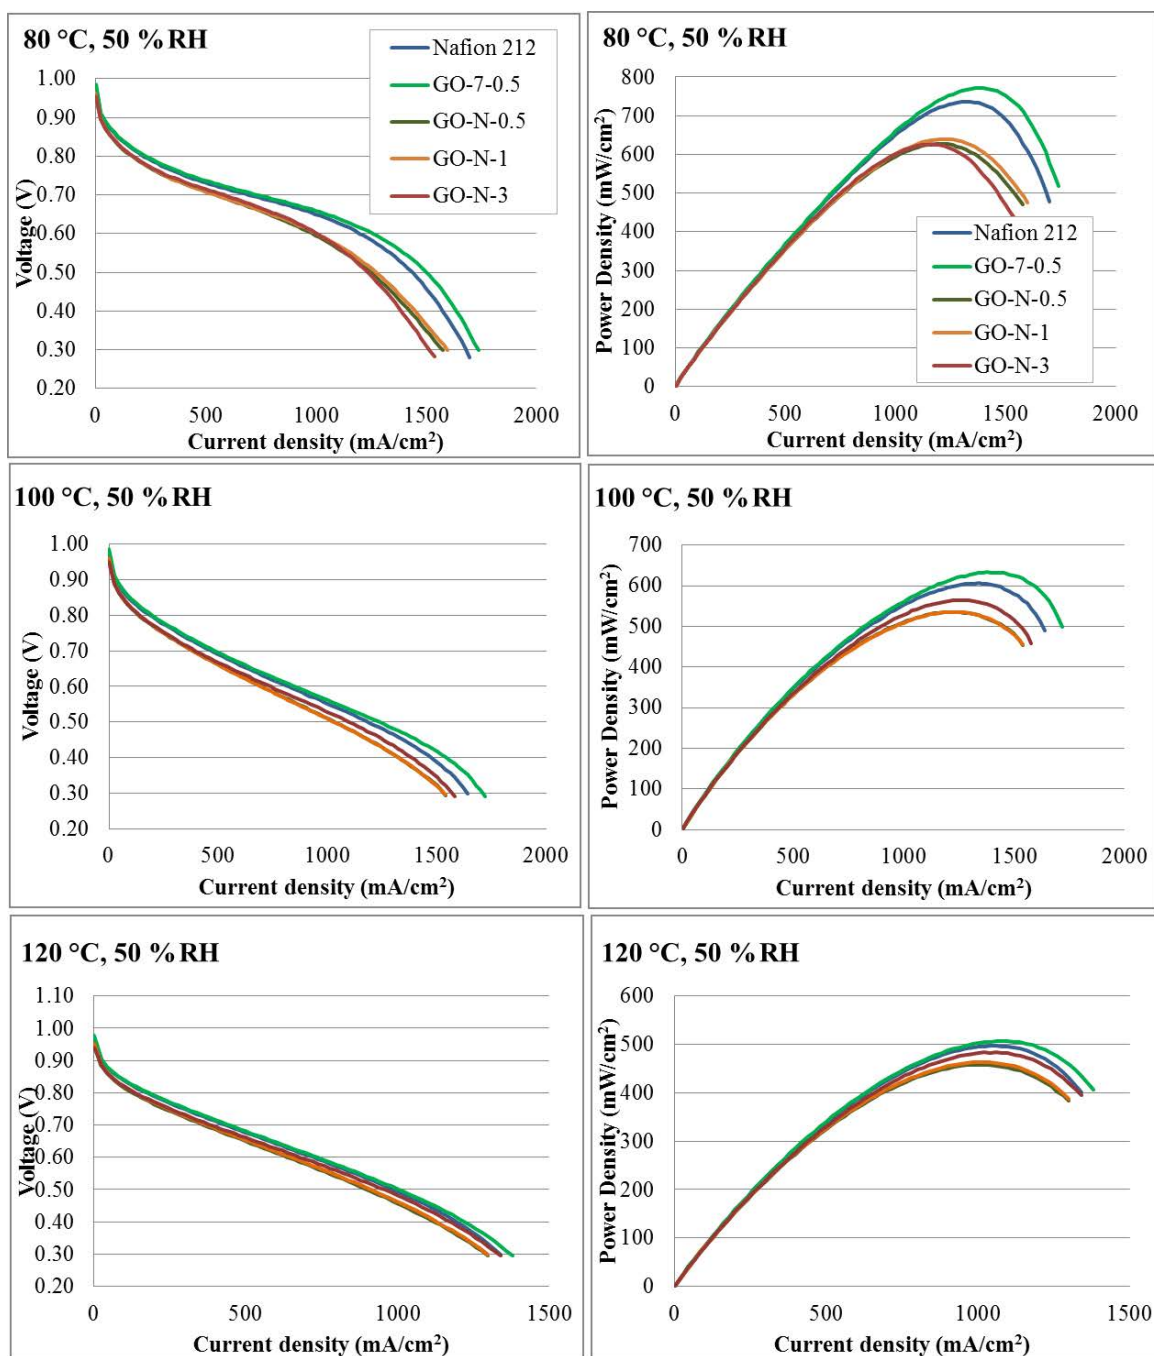 80 °C, 50 % RH
Nafion 212
GO-7-0.5
GO-N-0.5
GO-N-1
GO-N-3
1.00
0.90
0.80
0.70
0.60
0.50
0.40
0.30
0.20
Voltage (V)
0 500 1000 1500 2000
Current density (mA/cm²)
80 °C, 50 % RH
800
700
600
500
400
300
200
100
0
Power Density (mW/cm²)
Nafion 212
GO-7-0.5
GO-N-0.5
GO-N-1
GO-N-3
0 500 1000 1500 2000
Current density (mA/cm²)
100 °C, 50 % RH
1.00
0.90
0.80
0.70
0.60
0.50
0.40
0.30
0.20
Voltage (V)
0 500 1000 1500 2000
Current density (mA/cm²)
100 °C, 50 % RH
700
600
500
400
300
200
100
0
Power Density (mW/cm²)
0 500 1000 1500 2000
Current density (mA/cm²)
120 °C, 50 % RH
1.10
1.00
0.90
0.80
0.70
0.60
0.50
0.40
0.30
0.20
Voltage (V)
0 500 1000 1500
Current density (mA/cm²)
120 °C, 50 % RH
600
500
400
300
200
100
0
Power Density (mW/cm²)
0 500 1000 1500
Current density (mA/cm²)